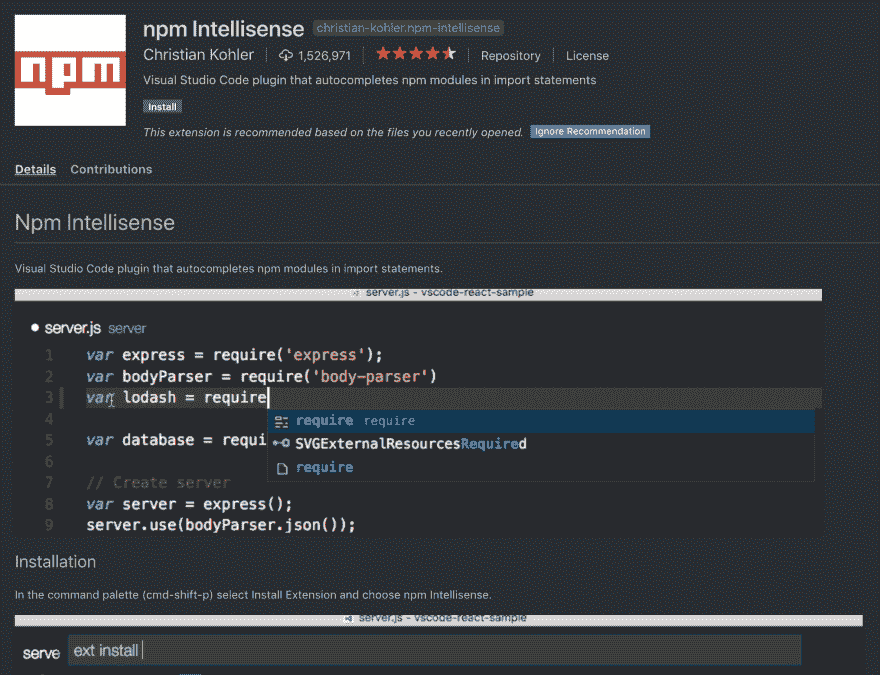 npm
npm Intellisense christian-kohler.npm-intellisense
Christian Kohler 1,526,971 Repository License
Visual Studio Code plugin that autocompletes npm modules in import statements
Install
This extension is recommended based on the files you recently opened. Ignore Recommendation
Details Contributions
Npm Intellisense
Visual Studio Code plugin that autocompletes npm modules in import statements.
server.js - vscode-react-sample
server.js server
1 var express = require('express');
2 var bodyParser = require('body-parser')
3 var lodash = require
require require
4
SVGExternalResourcesRequired
5 var database = requi
6
require
7 // Create server
8 var server = express();
9 server.use(bodyParser.json());
Installation
In the command palette (cmd-shift-p) select Install Extension and choose npm Intellisense.
server.js - vscode-react-sample
serve ext install